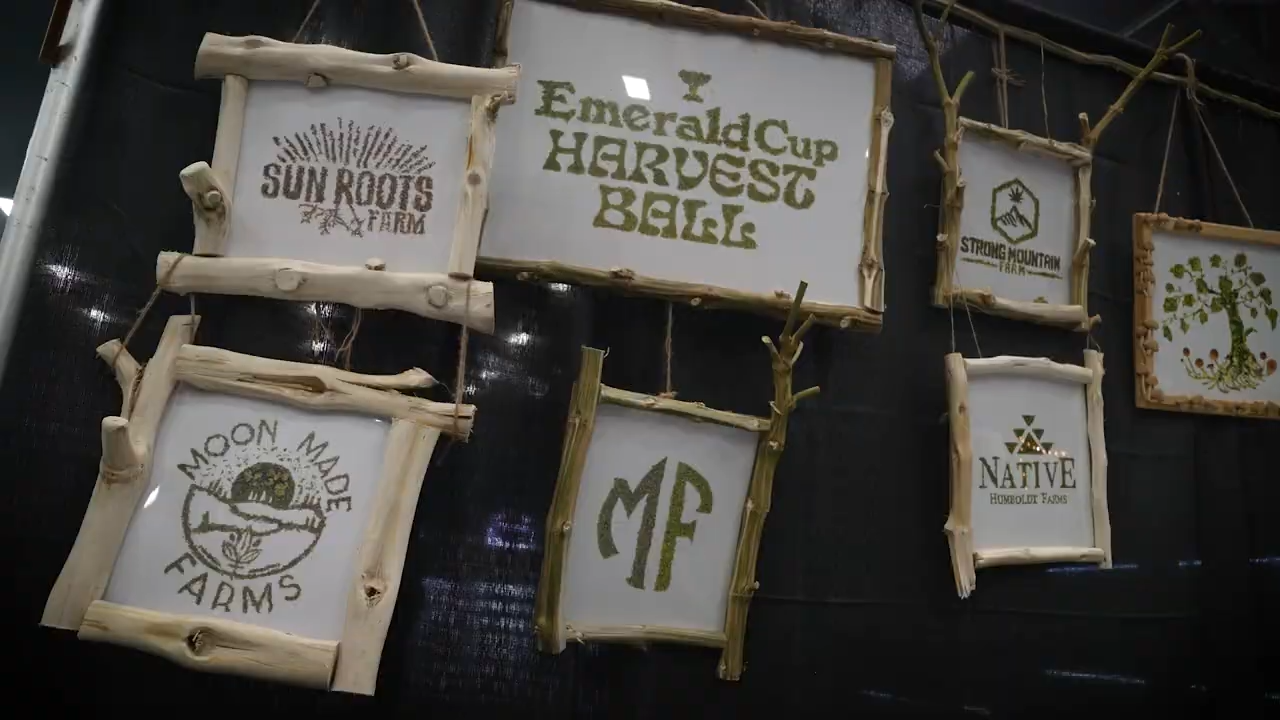 SUN ROOTS
FARM
Emerald Cup
HARVEST
BALL
STRONG MOUNTAIN
FARM
MOON MADE
FARMS
MF
NATIVE
HUMBOLDT FARMS